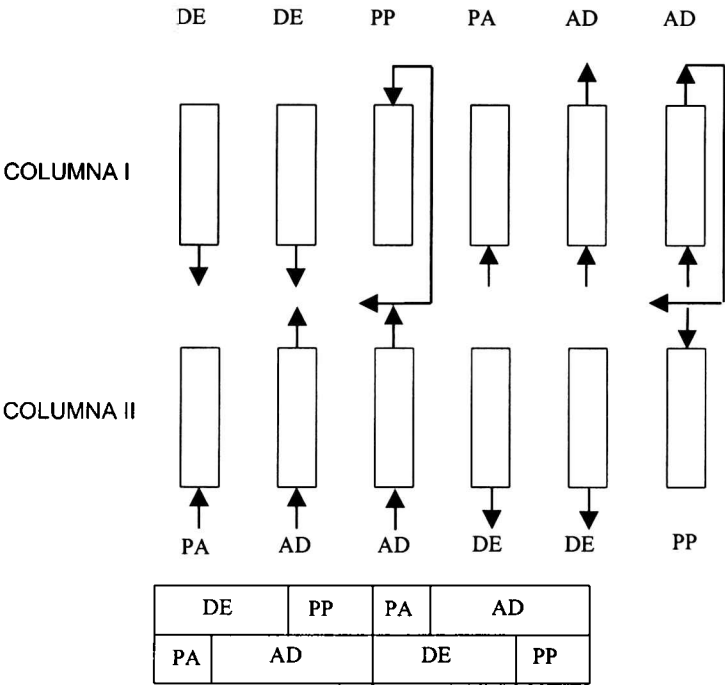 DE DE PP PA AD AD
COLUMNA I
COLUMNA II
PA AD AD DE DE PP
DE PP PA AD
PA AD DE PP